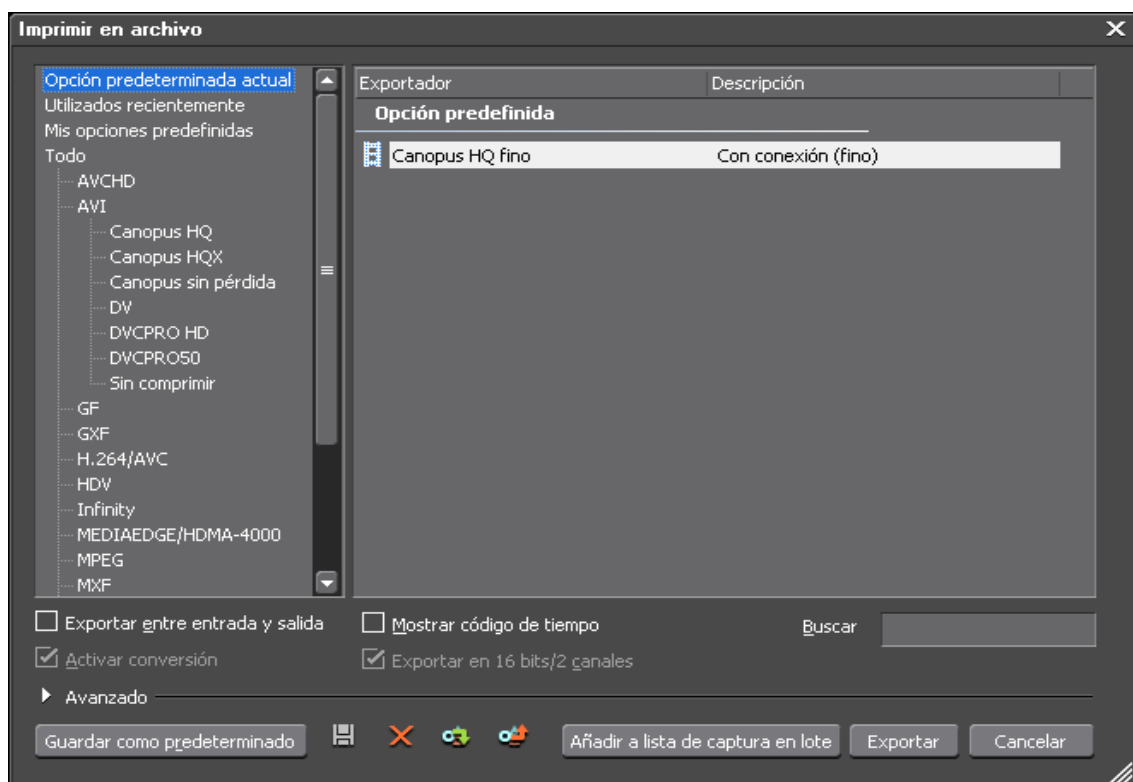 Imprimir en archivo
Opción predeterminada actual
Utilizados recientemente
Mis opciones predefinidas
Todo
AVCHD
AVI
Canopus HQ
Canopus HQX
Canopus sin pérdida
DV
DVCPRO HD
DVCPRO50
Sin comprimir
GF
GXF
H.264/AVC
HDV
Infinity
MEDIAEDGE/HDMA-4000
MPEG
MXF
Exportador Descripción
Opción predefinida
Canopus HQ fino Con conexión (fino)
Exportar entre entrada y salida Mostrar código de tiempo Buscar
Activar conversión Exportar en 16 bits/2 canales
Avanzado
Guardar como predeterminado Añadir a lista de captura en lote Exportar Cancelar